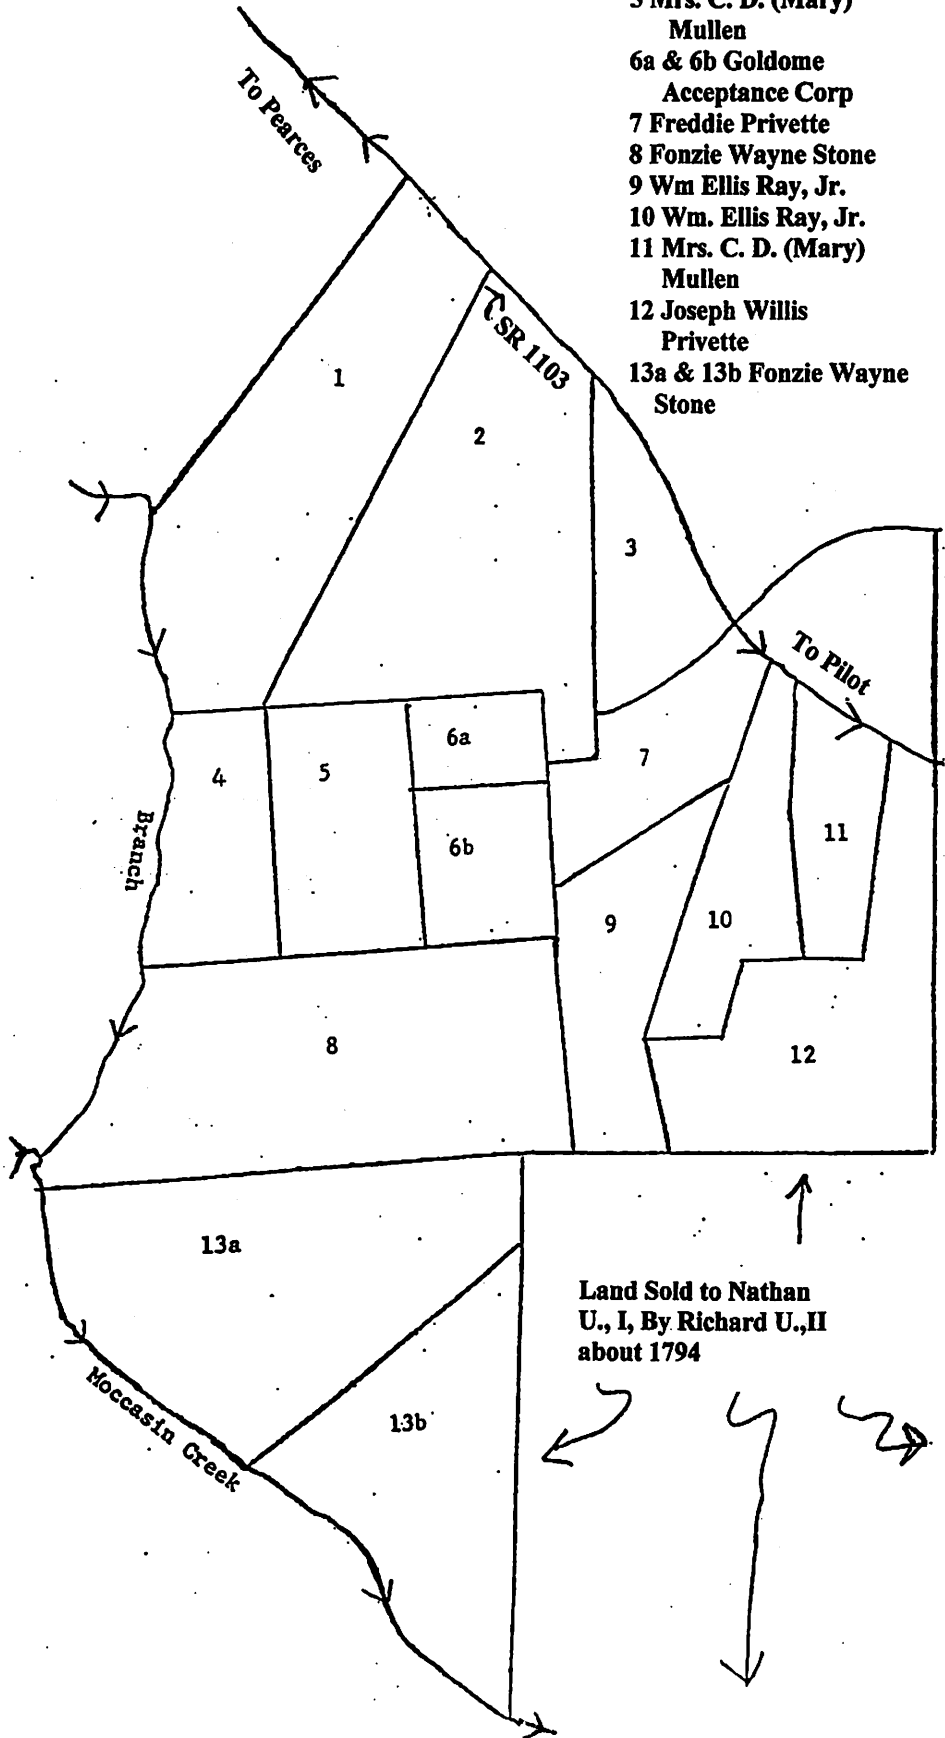 5 Mrs. C. D. (Mary)
Mullen
6a & 6b Goldome
Acceptance Corp
7 Freddie Privette
8 Fonzie Wayne Stone
9 Wm Ellis Ray, Jr.
10 Wm. Ellis Ray, Jr.
11 Mrs. C. D. (Mary)
Mullen
12 Joseph Willis
Privette
13a & 13b Fonzie Wayne
Stone
To Pearces
SR 1103
1
2
3
To Pilot
4
5
6a
6b
7
Branch
11
9
10
8
12
13a
Land Sold to Nathan
U., I, By Richard U.,II
about 1794
Moccasin Creek
13b